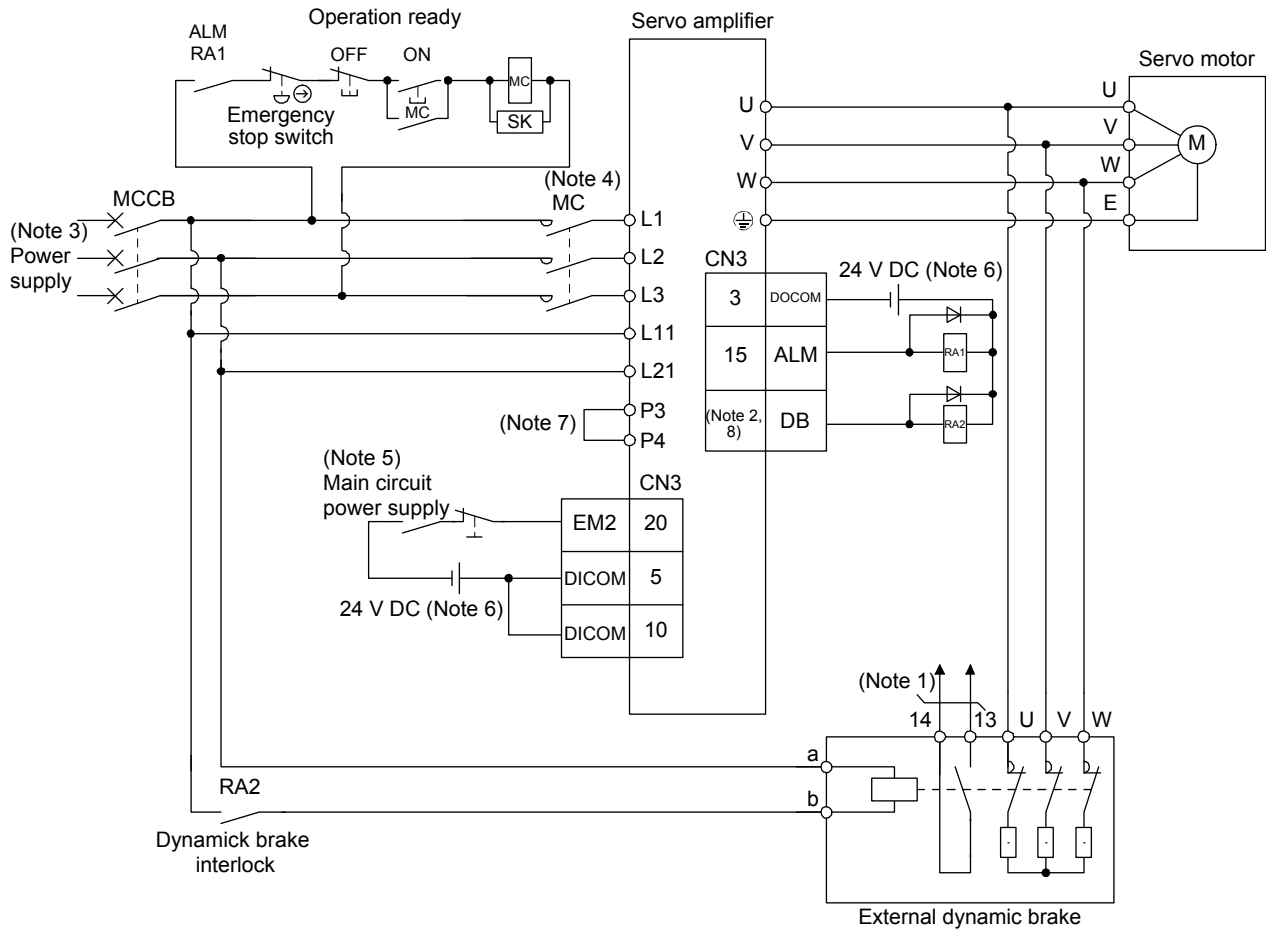 Operation ready
Servo amplifier
ALM
RA1
OFF
ON
MC
SK
MC
Emergency
stop switch
Servo motor
U
V
W
U
V
W
E
M
(Note 4)
MC
MCCB
(Note 3)
Power
supply
L1
L2
L3
L11
L21
P3
P4
(Note 7)
CN3
24 V DC (Note 6)
3
DOCOM
15
ALM
RA1
(Note 2,
8)
DB
RA2
(Note 5)
Main circuit
power supply
CN3
EM2
20
DICOM
5
24 V DC (Note 6)
DICOM
10
(Note 1)
14
13
U
V
W
a
b
RA2
Dynamick brake
interlock
External dynamic brake